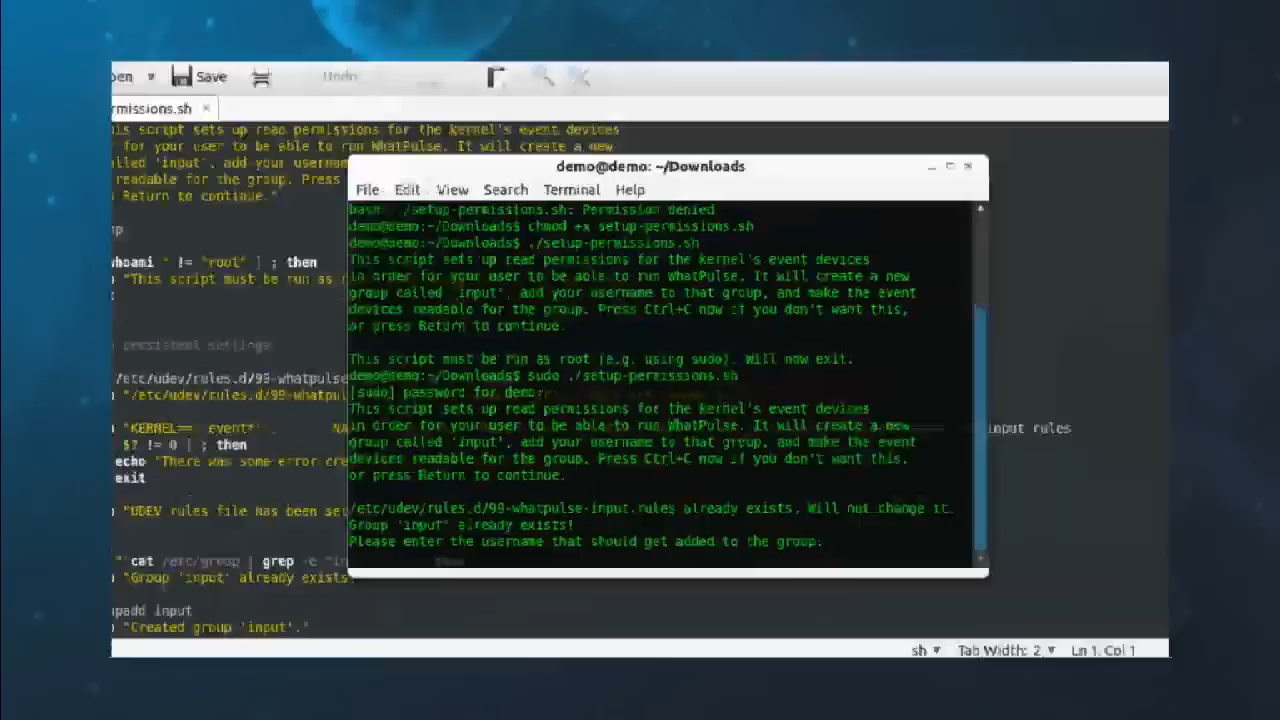 pen Save Undo
rmissions.sh ×
his script sets up read permissions for the kernel's event devices
for your user to be able to run WhatPulse. It will create a new
alled 'input', add your usernam
readable for the group. Press
Return to continue."
up
whoami " != "root" ] ; then
"This script must be run as r
persistent settings
/etc/udev/rules.d/99-whatpulse
"/etc/udev/rules.d/99-whatpul
"KERNEL== event* input rules
$? != 0 ] ; then
echo "There was some error cre
exit
"UDEV rules file has been set
cat /etc/group | grep -e "in then
"Group 'input' already exists
upadd input
"Created group 'input'."
sh Tab Width: 2 Ln 1, Col 1
demo@demo: ~/Downloads
File Edit View Search Terminal Help
bash: ./setup-permissions.sh: Permission denied
demo@demo:~/Downloads$ chmod +x setup-permissions.sh
demo@demo:~/Downloads$ ./setup-permissions.sh
This script sets up read permissions for the kernel's event devices
in order for your user to be able to run WhatPulse. It will create a new
group called 'input', add your username to that group, and make the event
devices readable for the group. Press Ctrl+C now if you don't want this,
or press Return to continue.
This script must be run as root (e.g. using sudo). Will now exit.
demo@demo:~/Downloads$ sudo ./setup-permissions.sh
[sudo] password for demo:
This script sets up read permissions for the kernel's event devices
in order for your user to be able to run WhatPulse. It will create a new
group called 'input', add your username to that group, and make the event
devices readable for the group. Press Ctrl+C now if you don't want this,
or press Return to continue.
/etc/udev/rules.d/99-whatpulse-input.rules already exists, Will not change it.
Group 'input' already exists!
Please enter the username that should get added to the group: